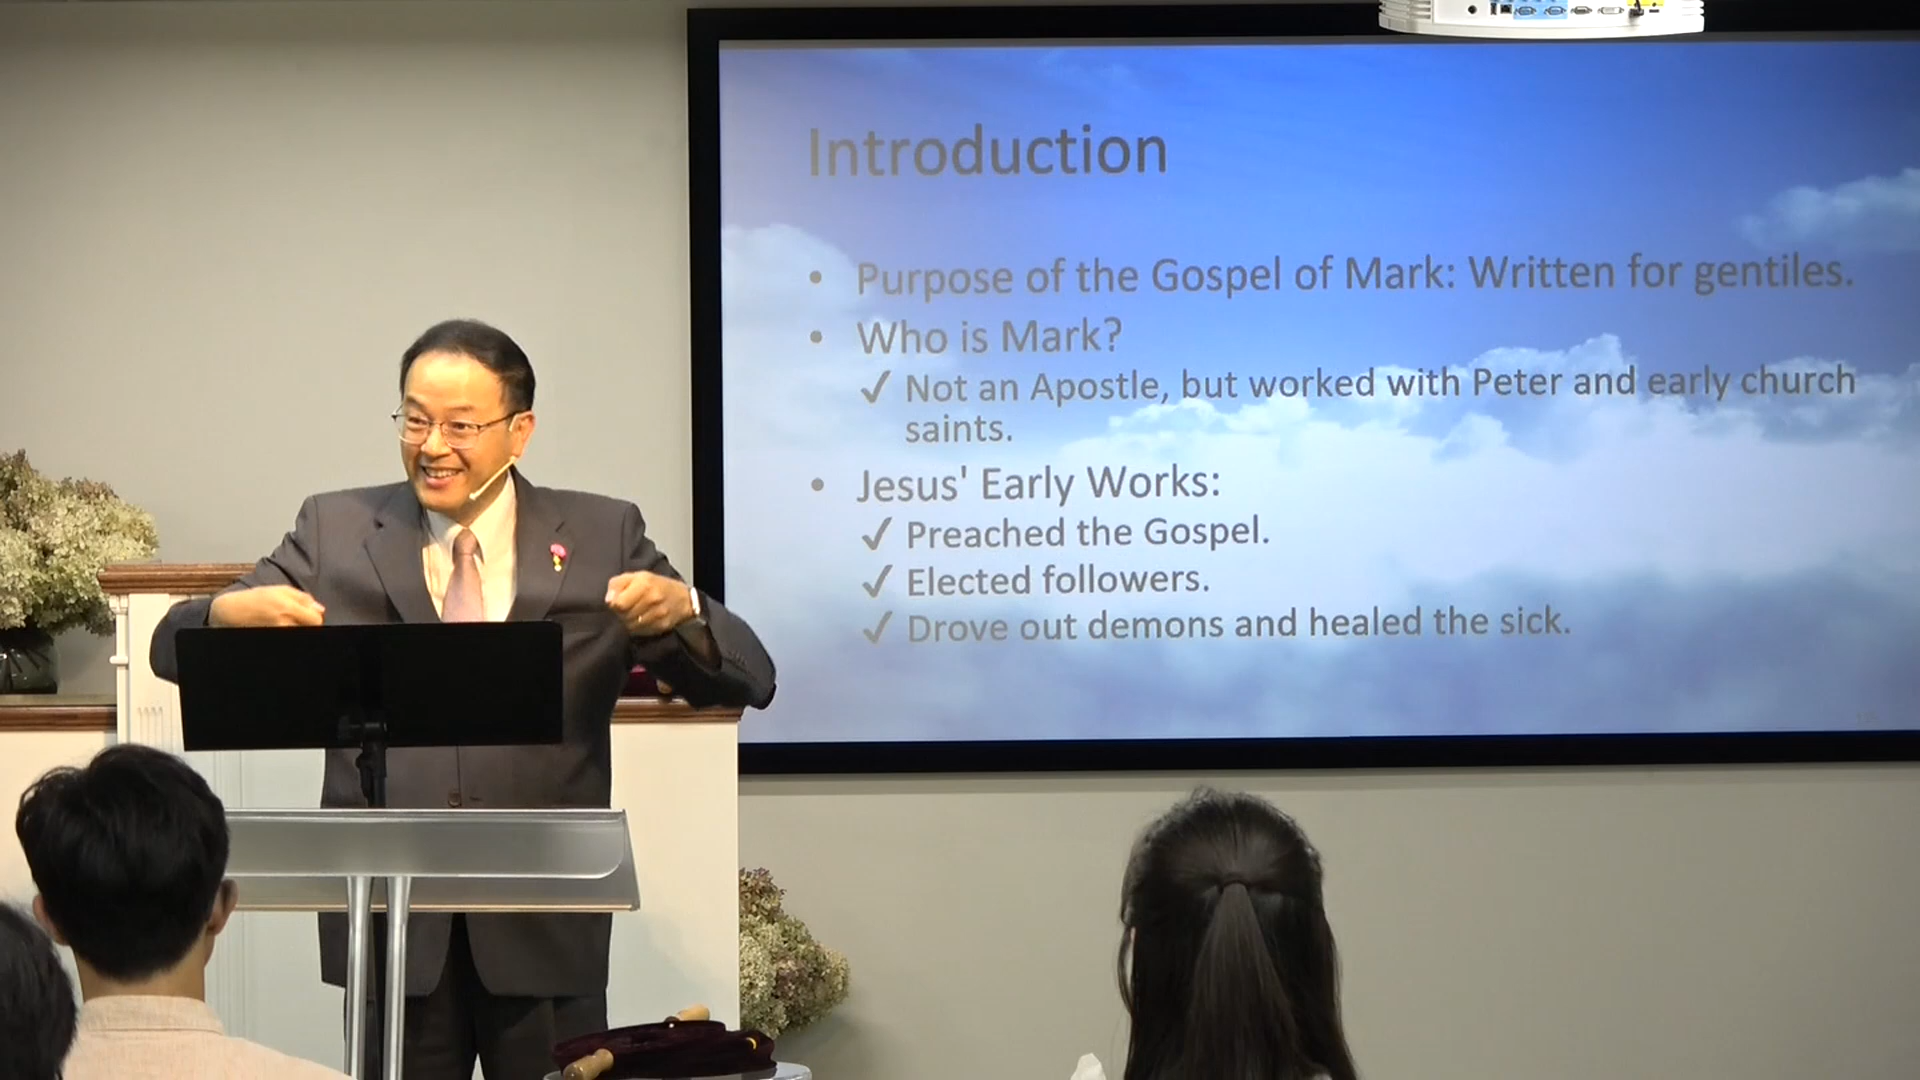 Introduction
• Purpose of the Gospel of Mark: Written for gentiles.
• Who is Mark?
✓ Not an Apostle, but worked with Peter and early church
saints.
• Jesus' Early Works:
✓ Preached the Gospel.
✓ Elected followers.
✓ Drove out demons and healed the sick.